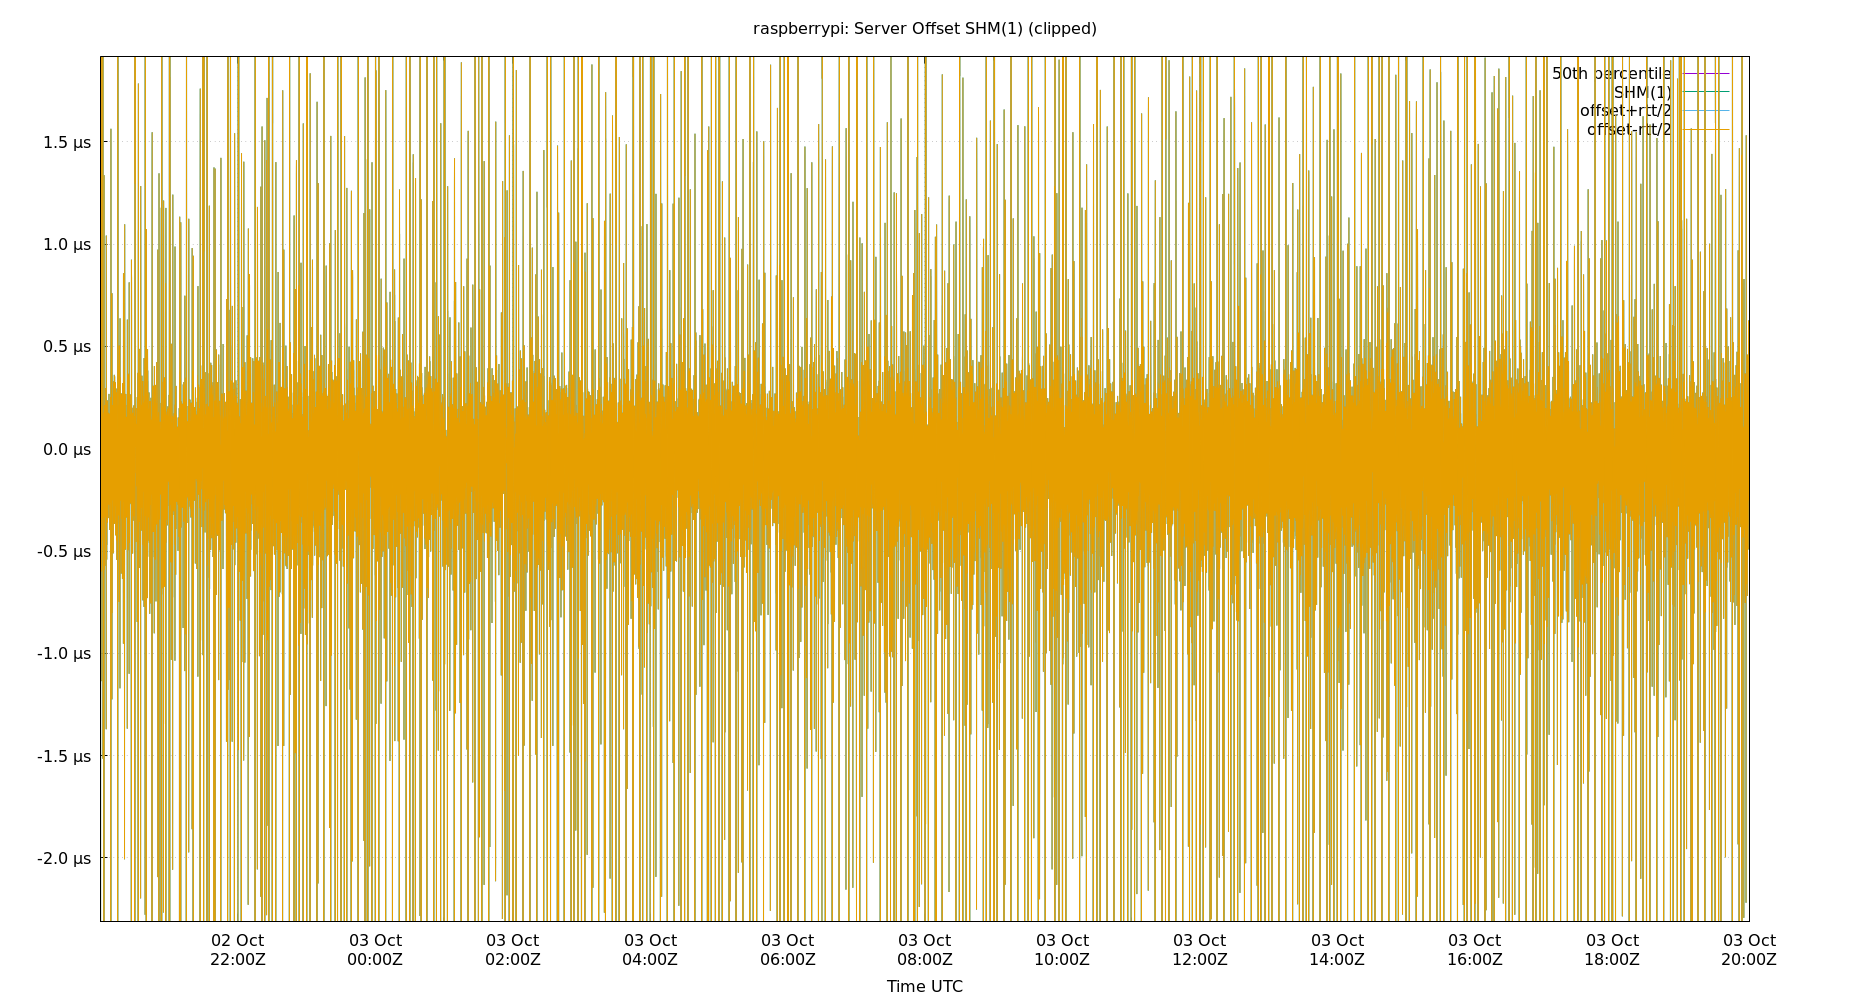 raspberrypi: Server Offset SHM(1) (clipped)
50th percentile
SHM(1)
offset+rtt/2
offset-rtt/2
1.5 µs
1.0 µs
0.5 µs
0.0 µs
-0.5 µs
-1.0 µs
-1.5 µs
-2.0 µs
02 Oct 03 Oct 03 Oct 03 Oct 03 Oct 03 Oct 03 Oct 03 Oct 03 Oct 03 Oct 03 Oct 03 Oct
22:00Z 00:00Z 02:00Z 04:00Z 06:00Z 08:00Z 10:00Z 12:00Z 14:00Z 16:00Z 18:00Z 20:00Z
Time UTC